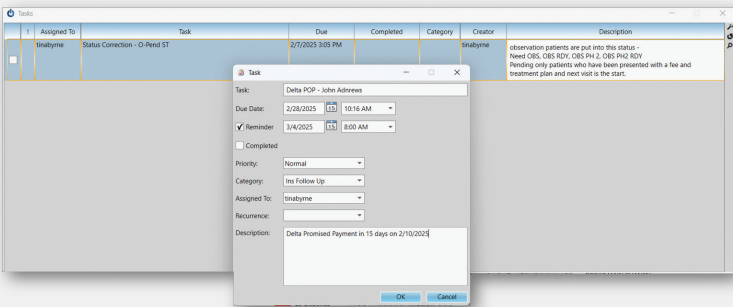 Tasks
! Assigned To Task Due Completed Category Creator Description
tinabyrne Status Correction - O-Pend ST 2/7/2025 3:05 PM tinabyrne observation patients are put into this status -
Need OBS, OBS RDY, OBS PH 2, OBS PH2 RDY
Pending only patients who have been presented with a fee and
treatment plan and next visit is the start.
Task
Task: Delta POP - John Adnrews
Due Date: 2/28/2025 15 10:16 AM
Reminder 3/4/2025 15 8:00 AM
Completed
Priority: Normal
Category: Ins Follow Up
Assigned To: tinabyrne
Recurrence:
Description: Delta Promised Payment in 15 days on 2/10/2025
OK Cancel